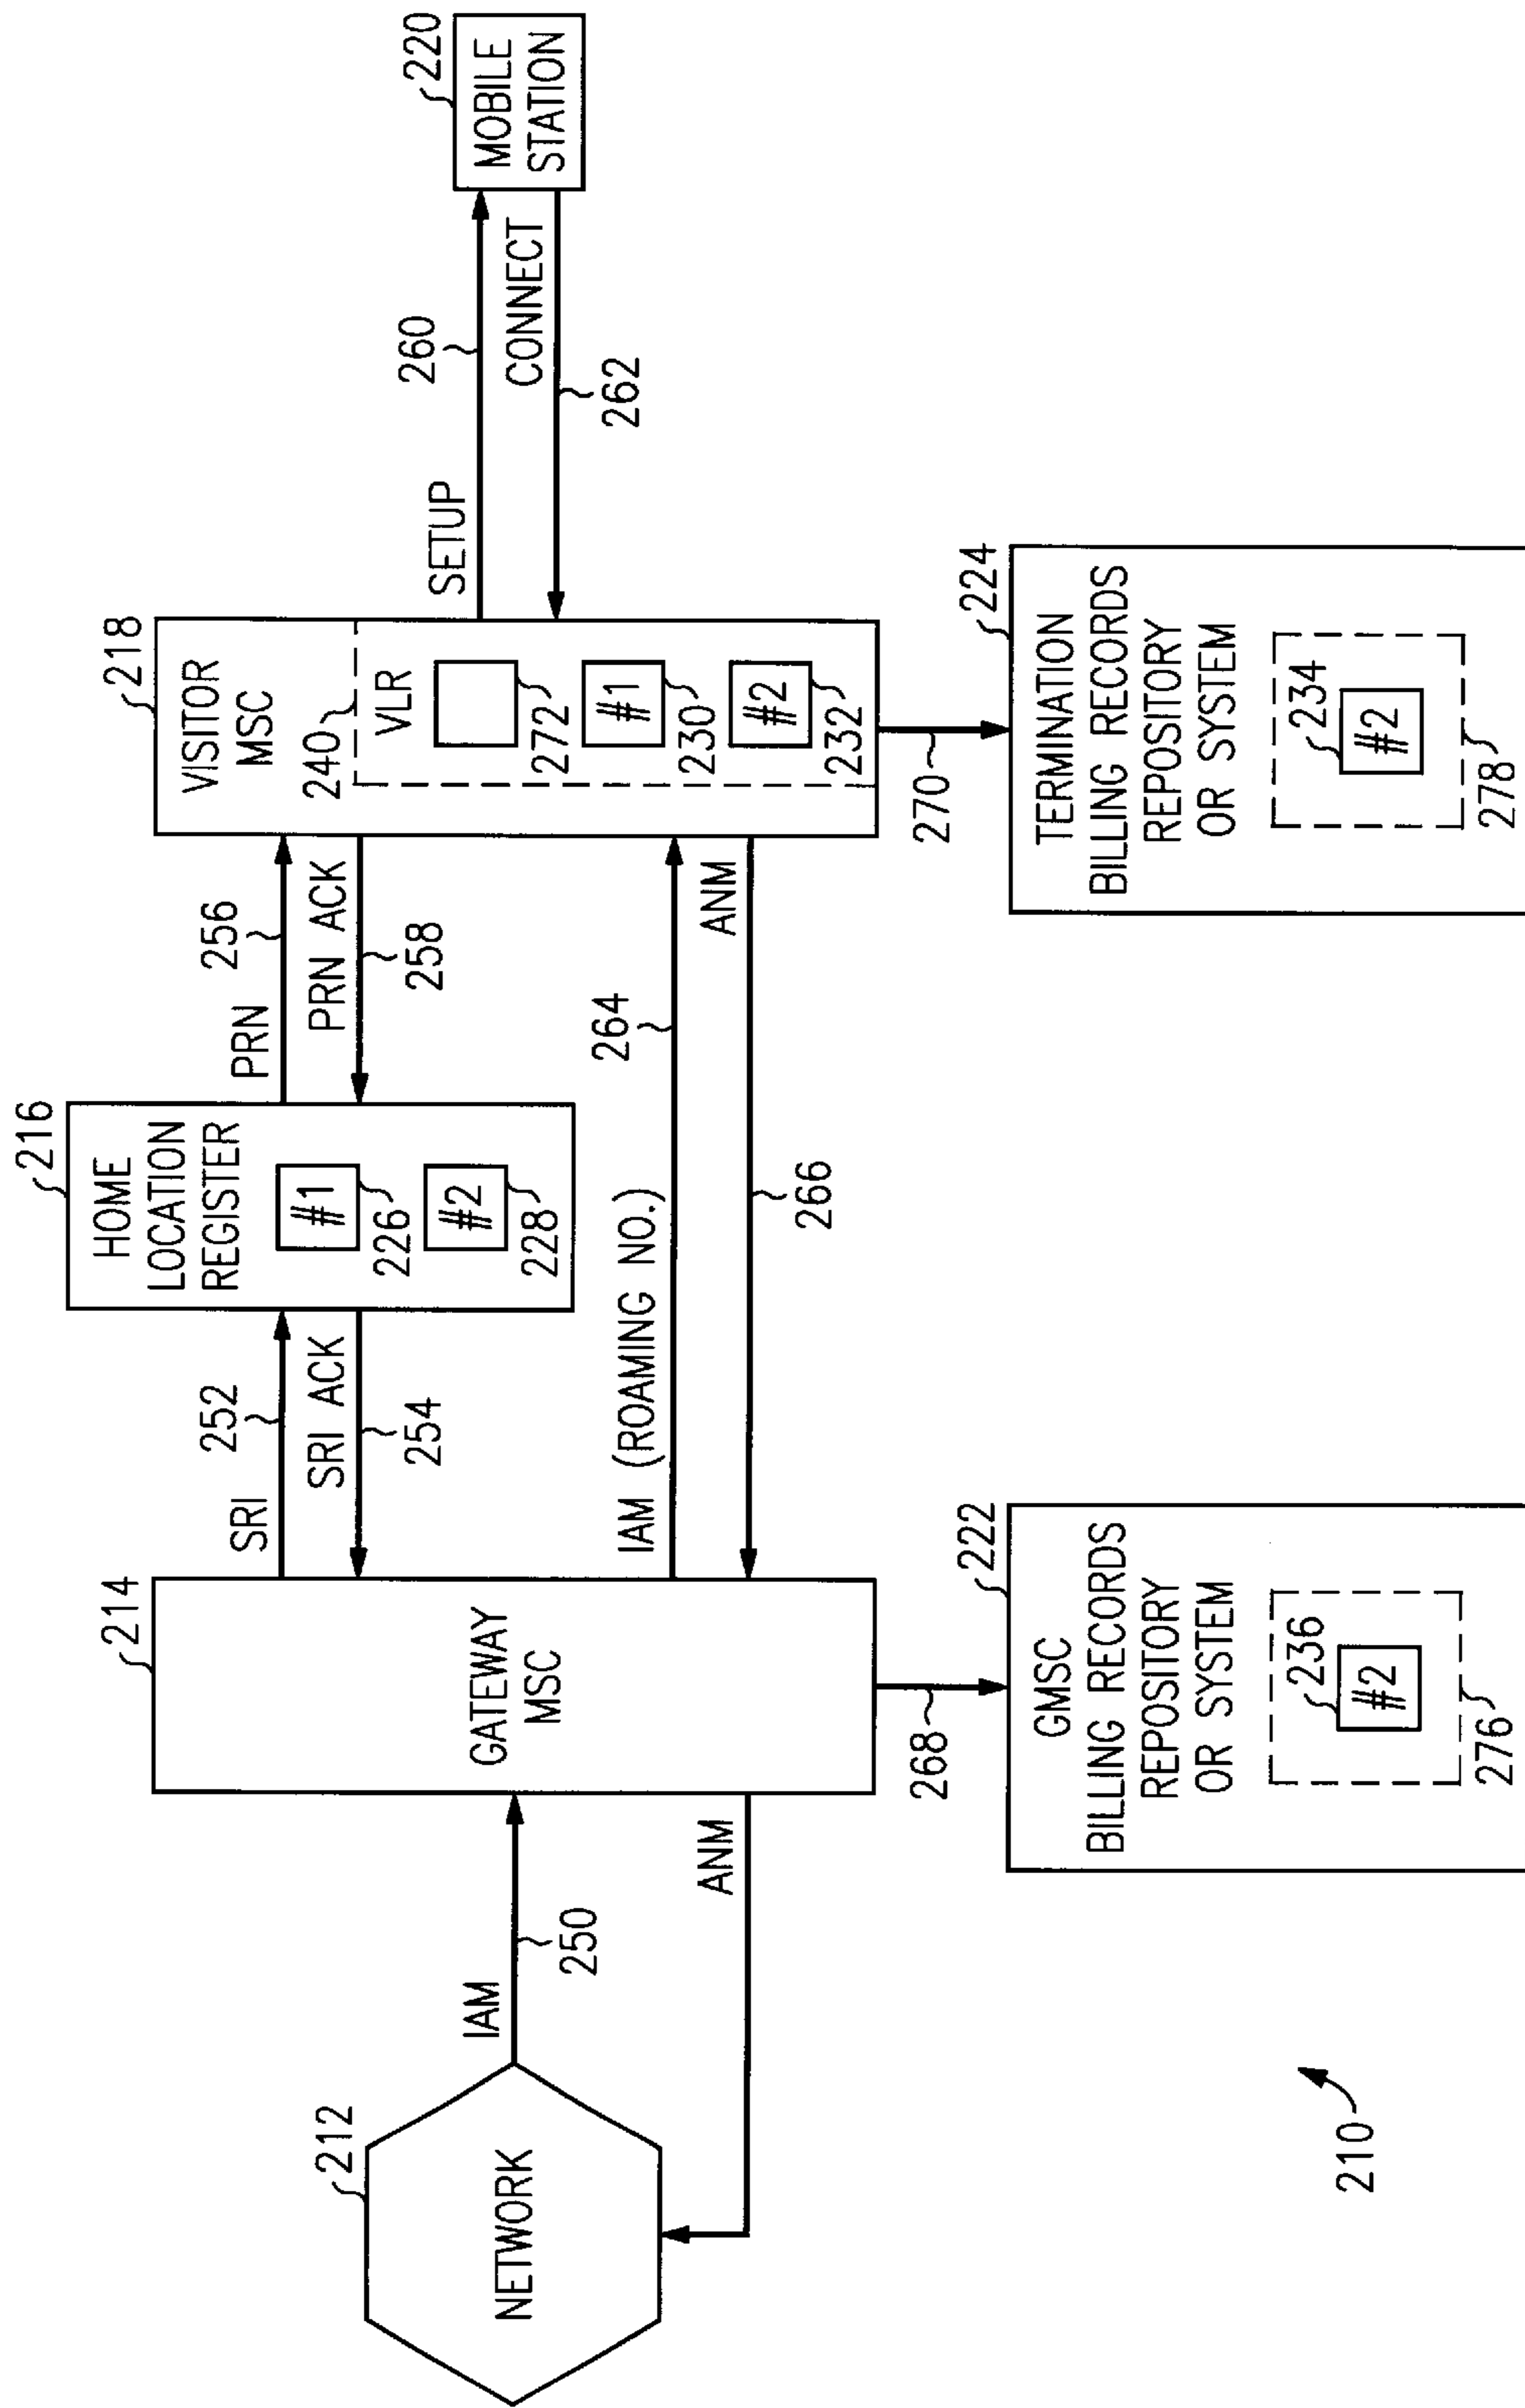 212
NETWORK
IAM
250
ANM
214
GATEWAY
MSC
SRI
252
SRI ACK
254
216
HOME
LOCATION
REGISTER
#1
226
#2
228
PRN
256
PRN ACK
258
IAM (ROAMING NO.)
264
ANM
266
218
VISITOR
MSC
240
VLR
272
#1
230
#2
232
SETUP
260
CONNECT
262
220
MOBILE
STATION
268
222
GMSC
BILLING RECORDS
REPOSITORY
OR SYSTEM
236
#2
276
270
224
TERMINATION
BILLING RECORDS
REPOSITORY
OR SYSTEM
234
#2
278
210